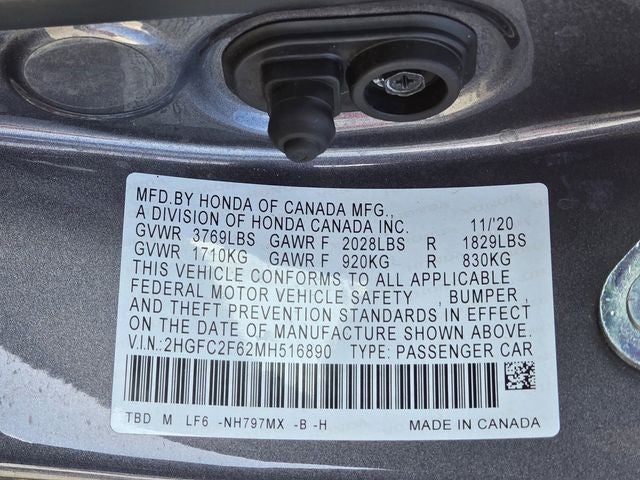 MFD.BY HONDA OF CANADA MFG.,
A DIVISION OF HONDA CANADA INC. 11/'20
GVWR 3769LBS GAWR F 2028LBS R 1829LBS
GVWR 1710KG GAWR F 920KG R 830KG
THIS VEHICLE CONFORMS TO ALL APPLICABLE
FEDERAL MOTOR VEHICLE SAFETY , BUMPER ,
AND THEFT PREVENTION STANDARDS IN EFFECT
ON THE DATE OF MANUFACTURE SHOWN ABOVE.
V.I.N.:2HGFC2F62MH516890 TYPE: PASSENGER CAR
TBD M LF6 -NH797MX -B -H MADE IN CANADA